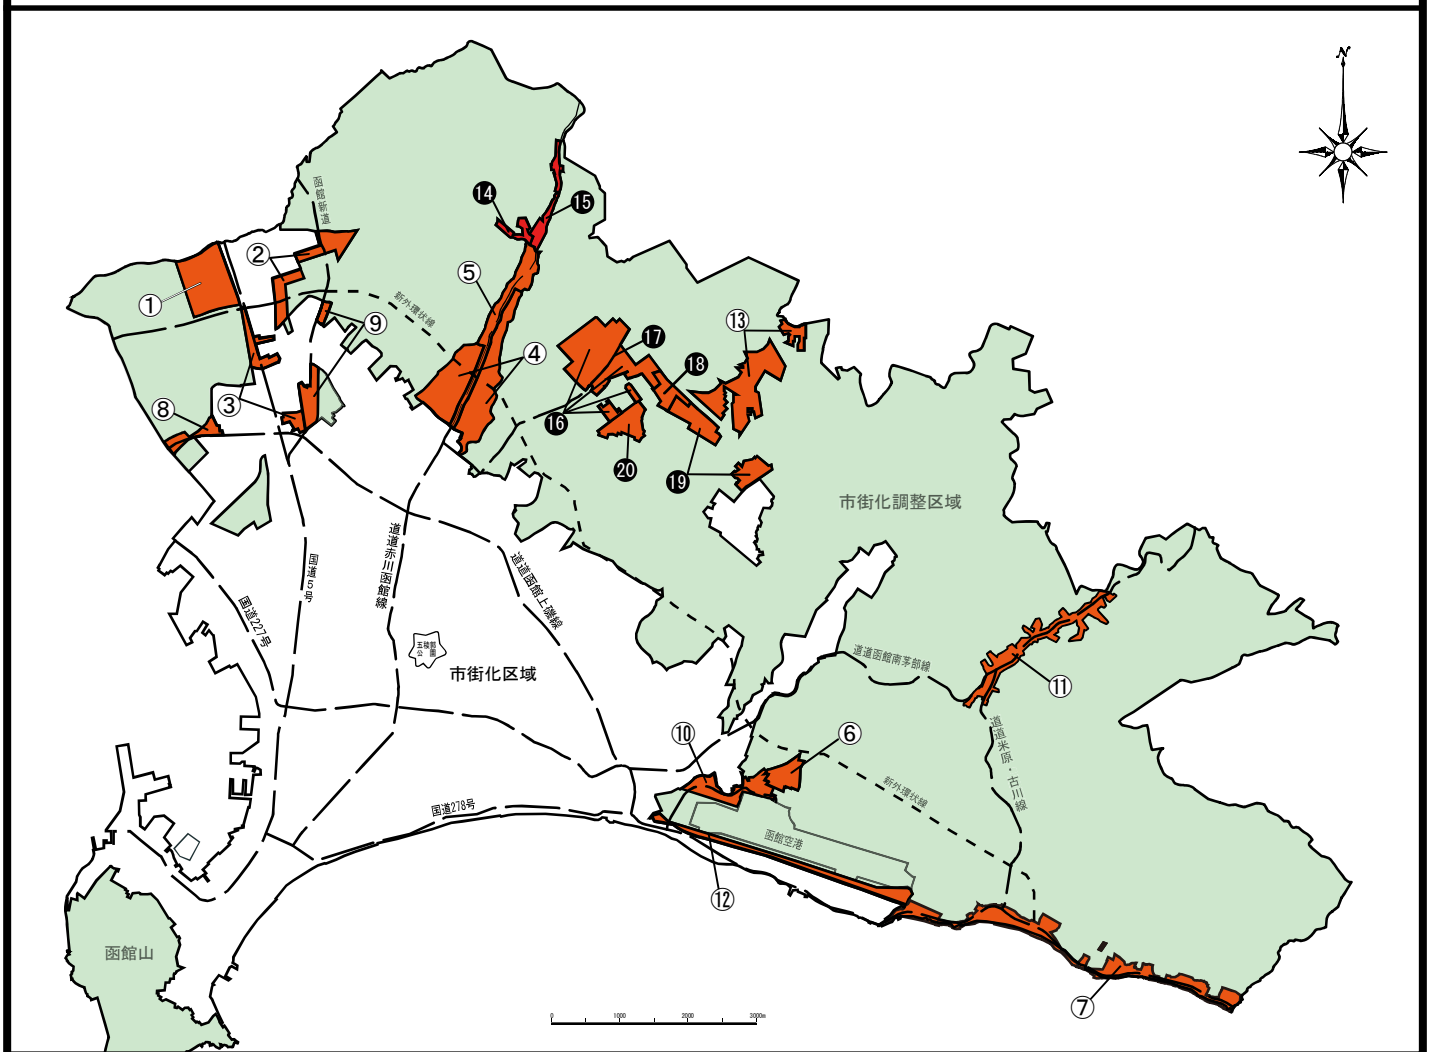 N
函館新道
⑭
⑮
②
⑤
①
新外環状線
⑨
⑬
⑰
④
⑱
③
⑧
⑯
⑳
⑲
市街化調整区域
道道赤川函館線
国道5号
道道函館上磯線
国道227号
五稜郭
公園
市街化区域
道道函館南茅部線
⑪
道道米原・古川線
⑩
⑥
新外環状線
国道278号
函館空港
⑫
函館山
⑦
0 1000 2000 3000m